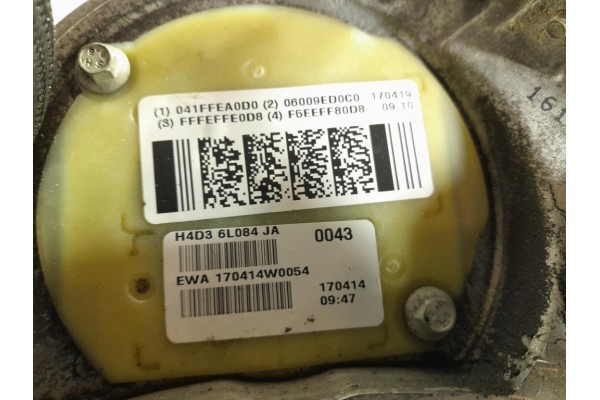 (1) 041FFEA0D0 (2) 06009ED0C0 170419
(3) FFFEFFE0D8 (4) F6EEFF80D8 09:10
H4D3 6L084 JA 0043
EWA 170414W0054
170414
09:47
161